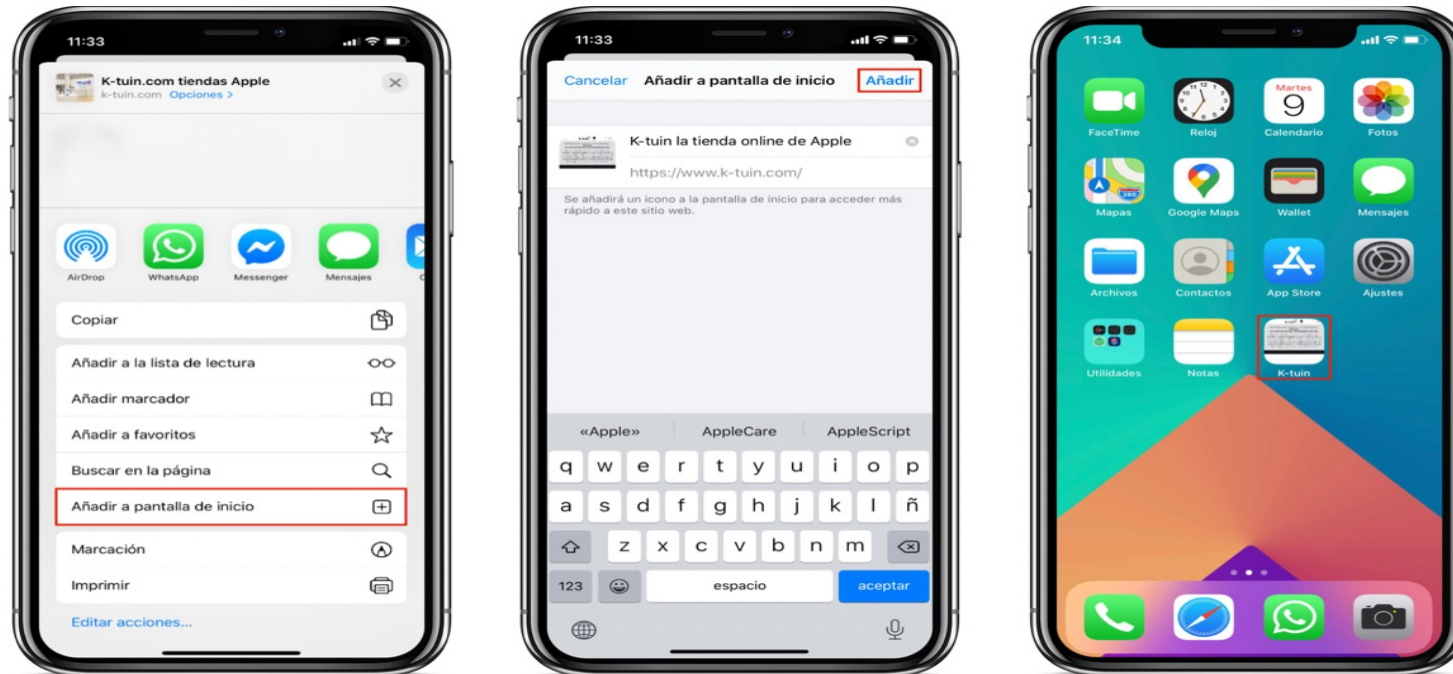 11:33
K-tuin.com tiendas Apple
k-tuin.com Opciones >
AirDrop WhatsApp Messenger Mensajes
Copiar
Añadir a la lista de lectura
Añadir marcador
Añadir a favoritos
Buscar en la página
Añadir a pantalla de inicio
Marcación
Imprimir
Editar acciones...
11:33
Cancelar Añadir a pantalla de inicio Añadir
K-tuin la tienda online de Apple
https://www.k-tuin.com/
Se añadirá un icono a la pantalla de inicio para acceder más
rápido a este sitio web.
«Apple» AppleCare AppleScript
q w e r t y u i o p
a s d f g h j k l ñ
z x c v b n m
123 espacio aceptar
11:34
Martes
9
FaceTime Reloj Calendario Fotos
280
Mapas Google Maps Wallet Mensajes
Archivos Contactos App Store Ajustes
Utilidades Notas K-tuin